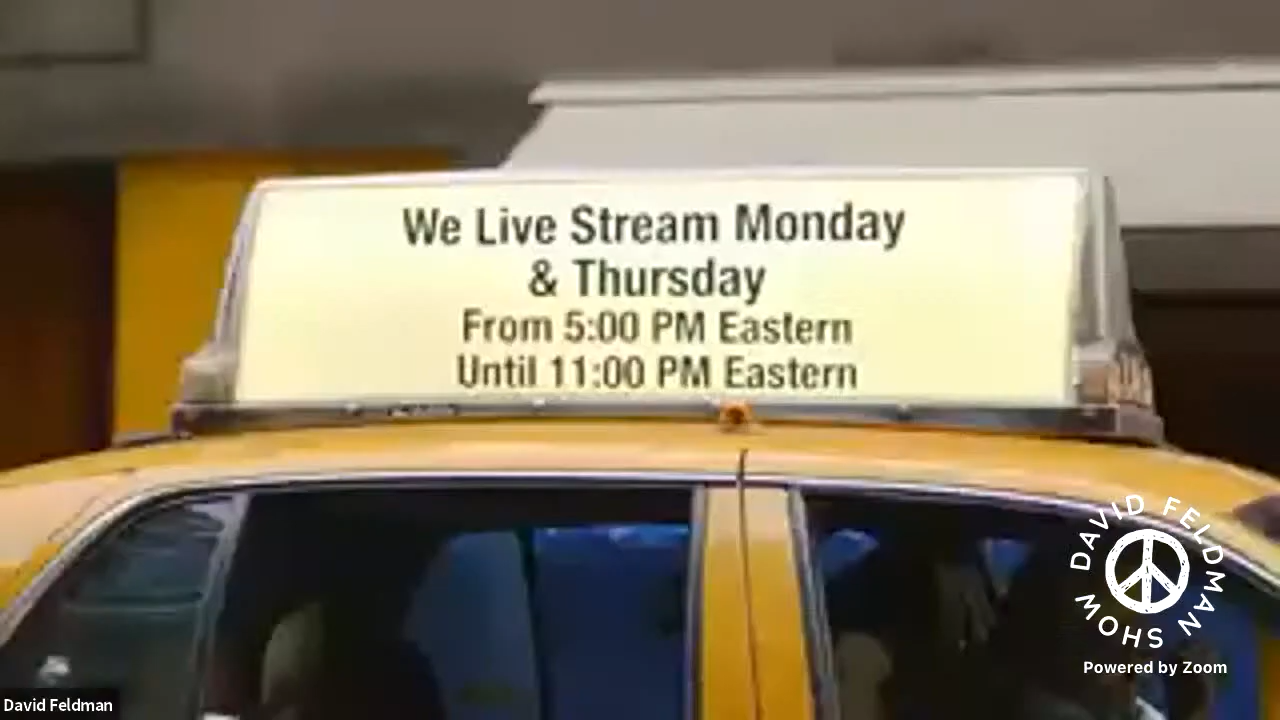 We Live Stream Monday
& Thursday
From 5:00 PM Eastern
Until 11:00 PM Eastern
DAVID FELDMAN SHOW
Powered by Zoom
David Feldman